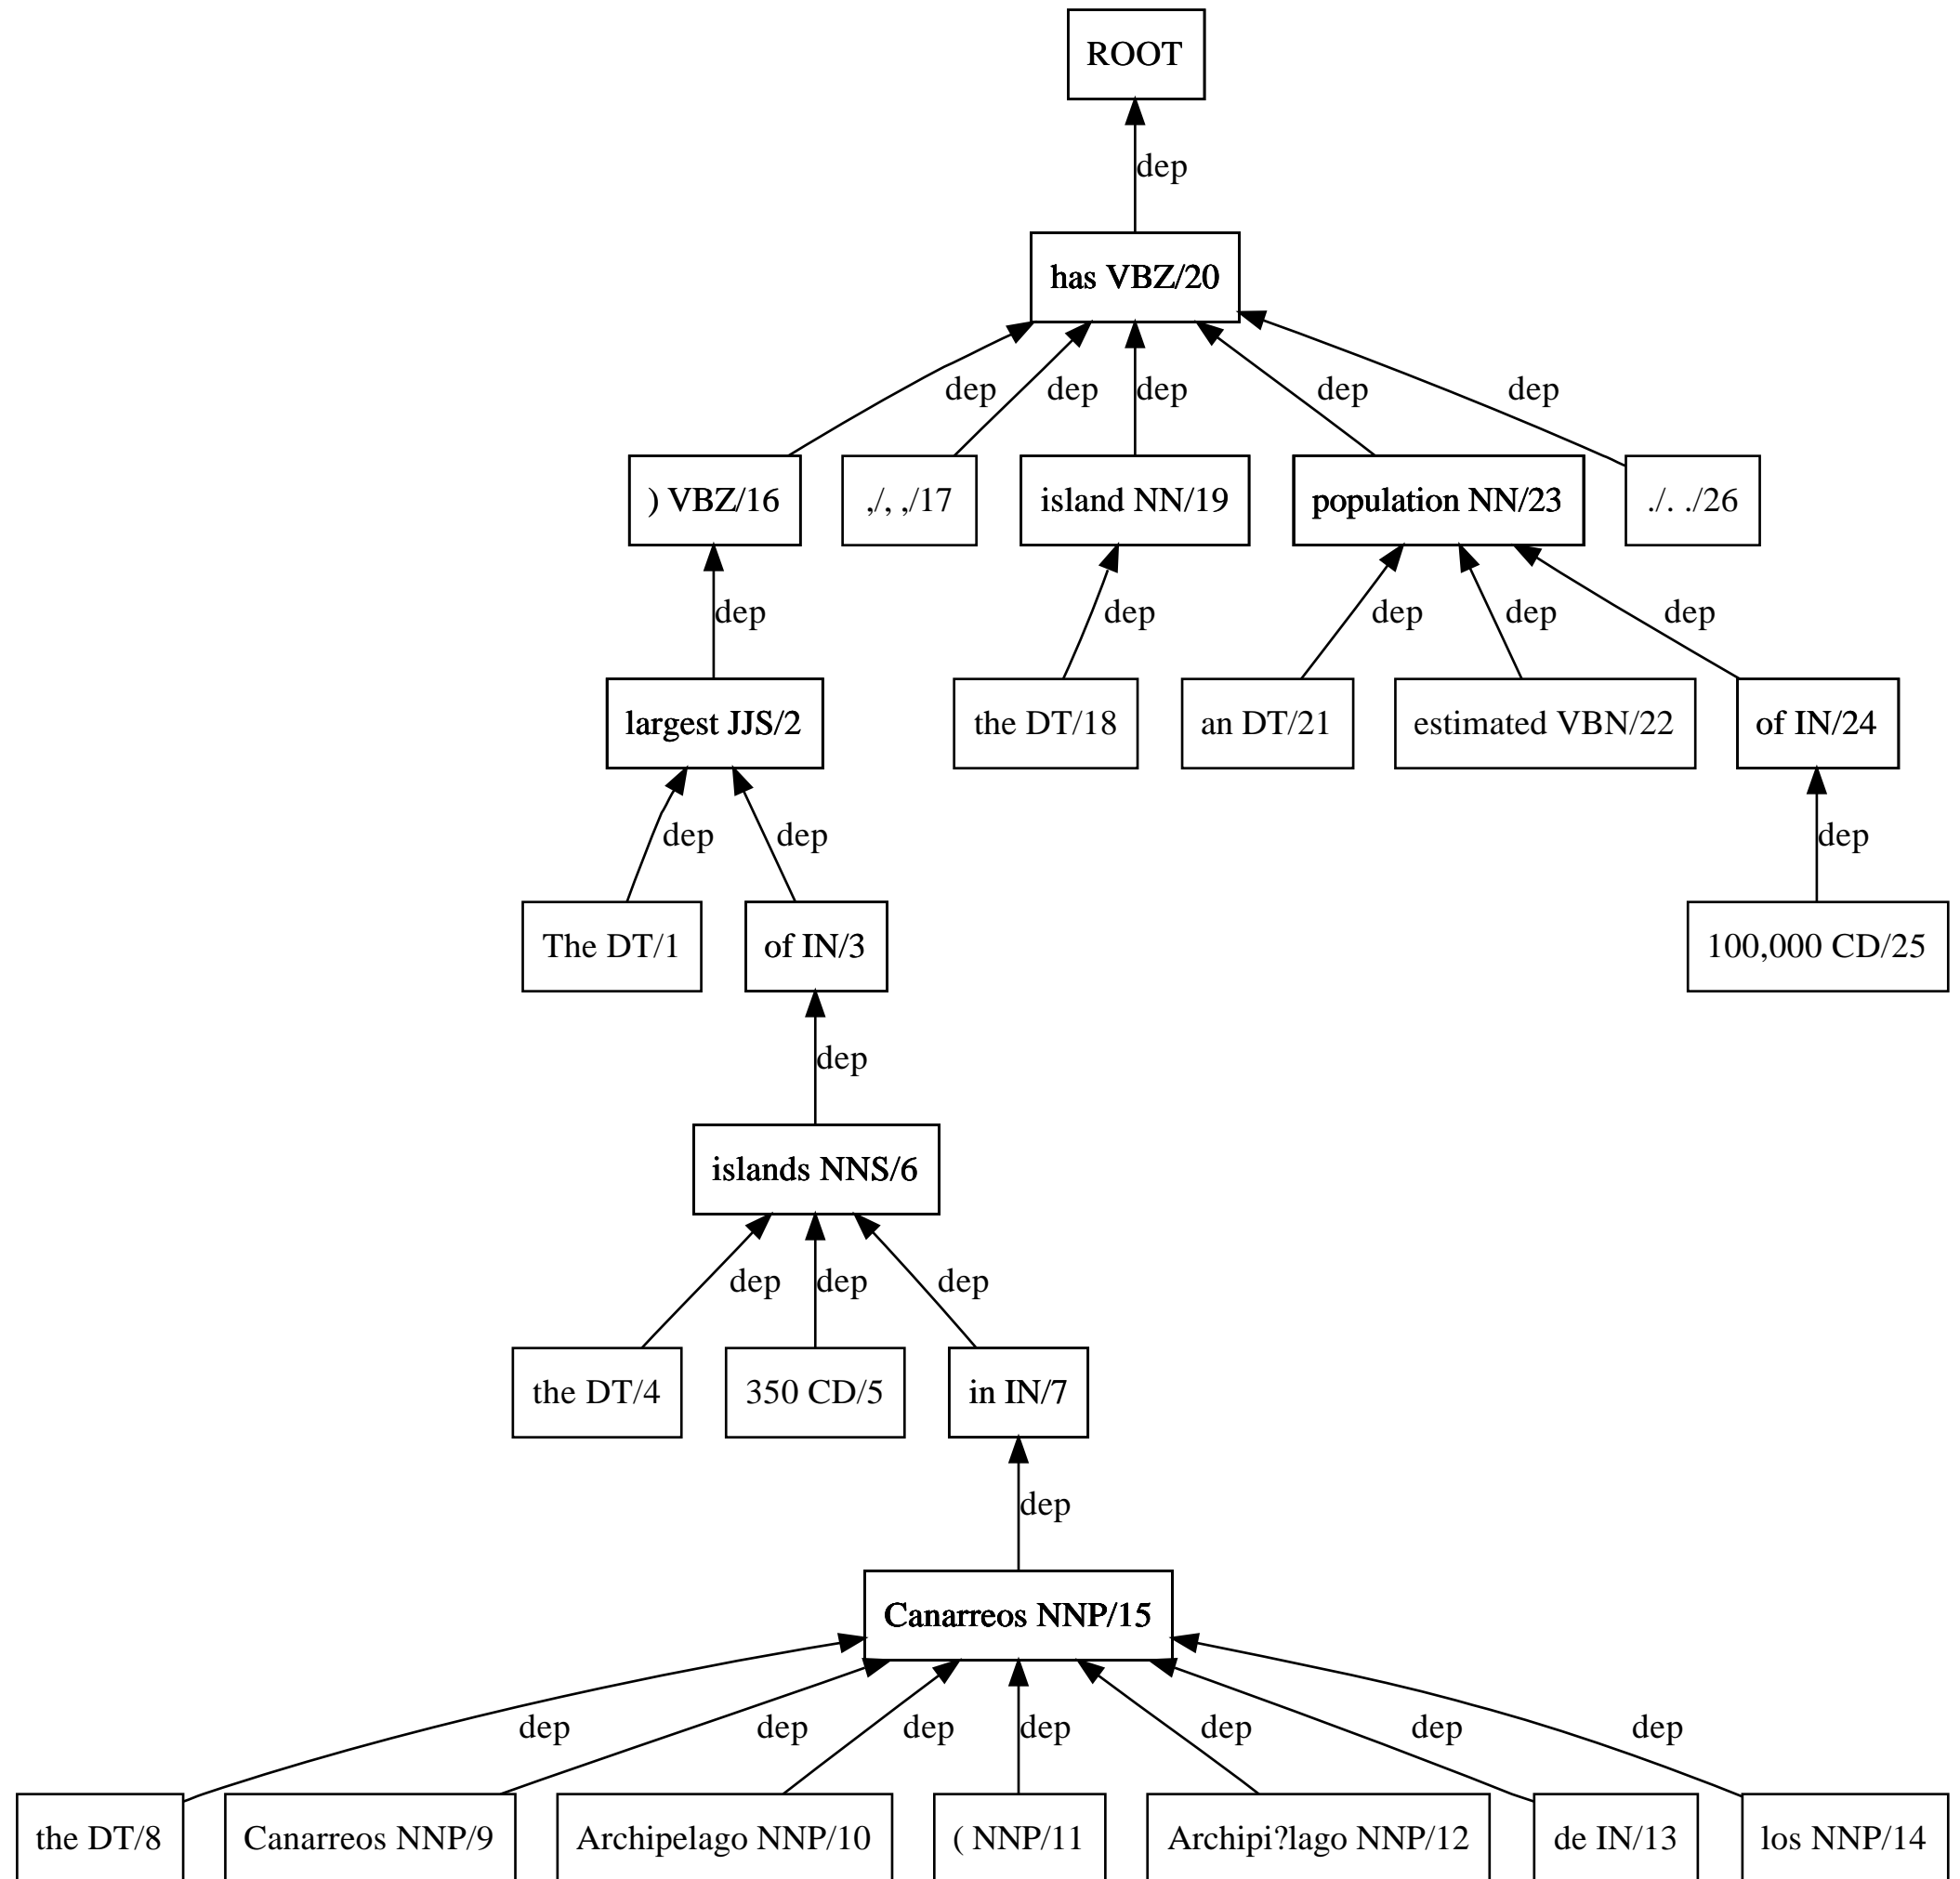 ROOT
dep
has VBZ/20
dep dep dep dep dep
) VBZ/16 ,/, ,/17 island NN/19 population NN/23 ./. ./26
dep dep dep dep dep
largest JJS/2 the DT/18 an DT/21 estimated VBN/22 of IN/24
dep dep dep
The DT/1 of IN/3 100,000 CD/25
dep
islands NNS/6
dep dep dep
the DT/4 350 CD/5 in IN/7
dep
Canarreos NNP/15
dep dep dep dep dep dep dep
the DT/8 Canarreos NNP/9 Archipelago NNP/10 ( NNP/11 Archipi?lago NNP/12 de IN/13 los NNP/14